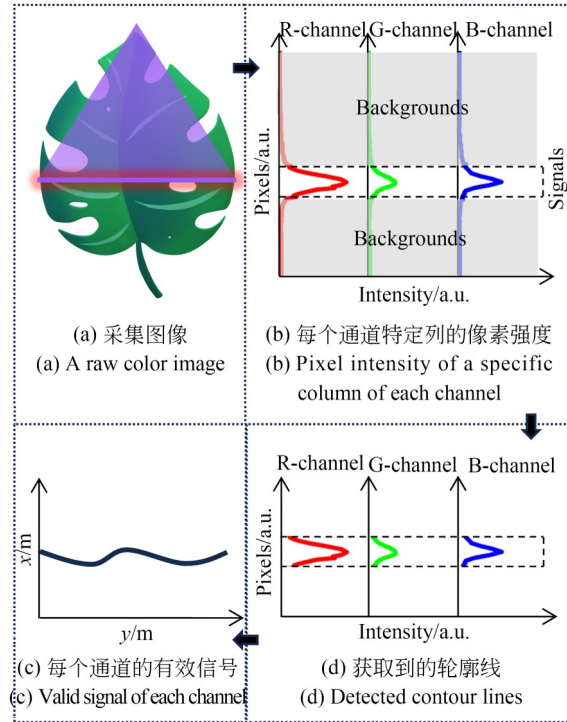 R-channel G-channel B-channel
Backgrounds
Pixels/a.u.
Signals
Backgrounds
Intensity/a.u.
(a) 采集图像
(a) A raw color image
(b) 每个通道特定列的像素强度
(b) Pixel intensity of a specific
column of each channel
x/m
y/m
(c) 每个通道的有效信号
(c) Valid signal of each channel
R-channel G-channel B-channel
Pixels/a.u.
Intensity/a.u.
(d) 获取到的轮廓线
(d) Detected contour lines